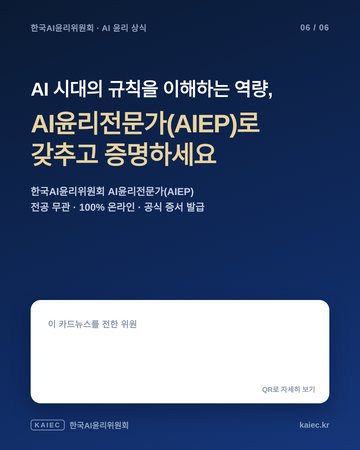 한국AI윤리위원회 · AI 윤리 상식
06 / 06
AI 시대의 규칙을 이해하는 역량,
AI윤리전문가(AIEP)로
갖추고 증명하세요
한국AI윤리위원회 AI윤리전문가(AIEP)
전공 무관 · 100% 온라인 · 공식 증서 발급
이 카드뉴스를 전한 위원
QR로 자세히 보기
KAIEC 한국AI윤리위원회
kaiec.kr